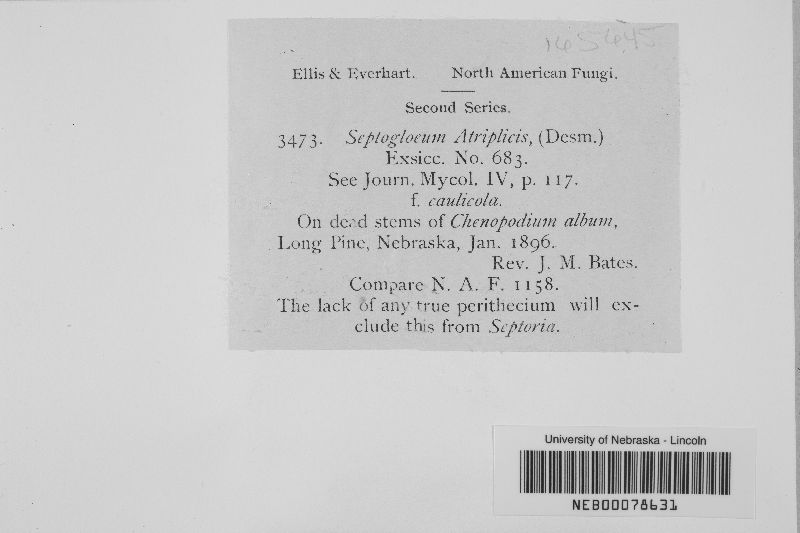 165645
Ellis & Everhart. North American Fungi.
Second Series.
3473. Septogloeum Atriplicis, (Desm.)
Exsicc. No. 683.
See Journ. Mycol. IV, p. 117.
f. caulicola.
On dead stems of Chenopodium album,
Long Pine, Nebraska, Jan. 1896.
Rev. J. M. Bates.
Compare N. A. F. 1158.
The lack of any true perithecium will ex-
clude this from Septoria.
University of Nebraska - Lincoln
NEB00078631